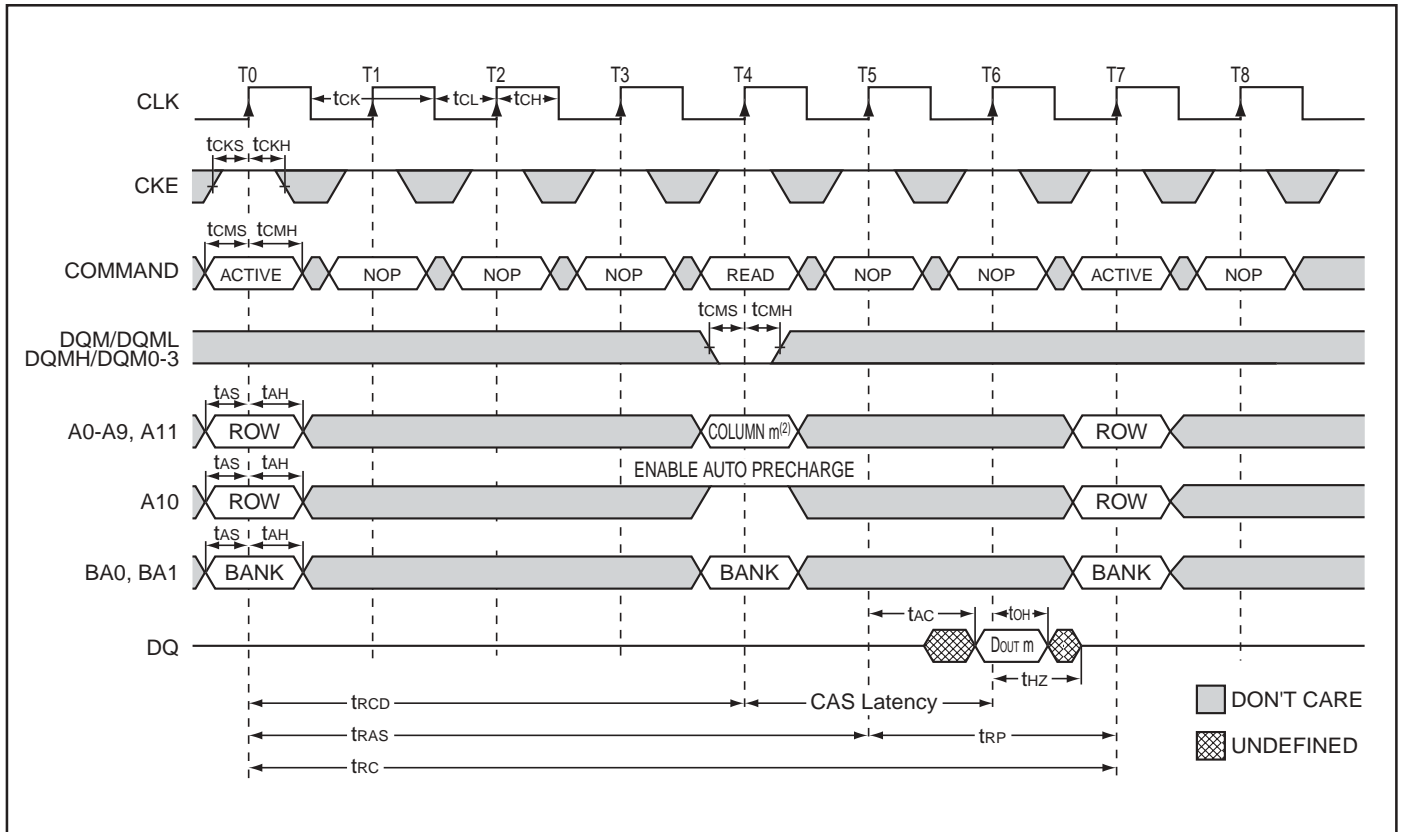 T0 T1 T2 T3 T4 T5 T6 T7 T8
CLK tCK tCL tCH
tCKS tCKH
CKE
tCMS tCMH
COMMAND ACTIVE NOP NOP NOP READ NOP NOP ACTIVE NOP
tCMS tCMH
DQM/DQML
DQMH/DQM0-3
tAS tAH
A0-A9, A11 ROW COLUMN m(2) ROW
tAS tAH ENABLE AUTO PRECHARGE
A10 ROW ROW
tAS tAH
BA0, BA1 BANK BANK BANK
tAC tOH
DQ DOUT m
tHZ
tRCD CAS Latency DON'T CARE
tRAS tRP UNDEFINED
tRC